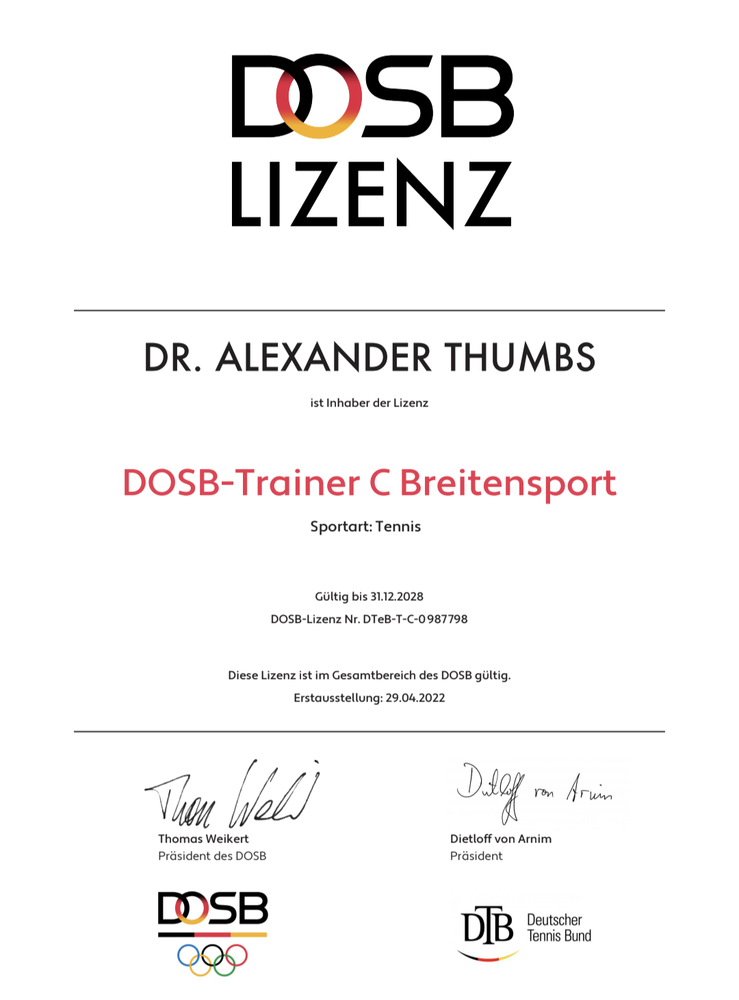 DOSB
LIZENZ
DR. ALEXANDER THUMBS
ist Inhaber der Lizenz
DOSB-Trainer C Breitensport
Sportart: Tennis
Gültig bis 31.12.2028
DOSB-Lizenz Nr. DTeB-T-C-0987798
Diese Lizenz ist im Gesamtbereich des DOSB gültig.
Erstausstellung: 29.04.2022
Thomas Weikert
Präsident des DOSB
Dietloff von Arnim
Dietloff von Arnim
Präsident
DOSB
DTB
Deutscher
Tennis Bund